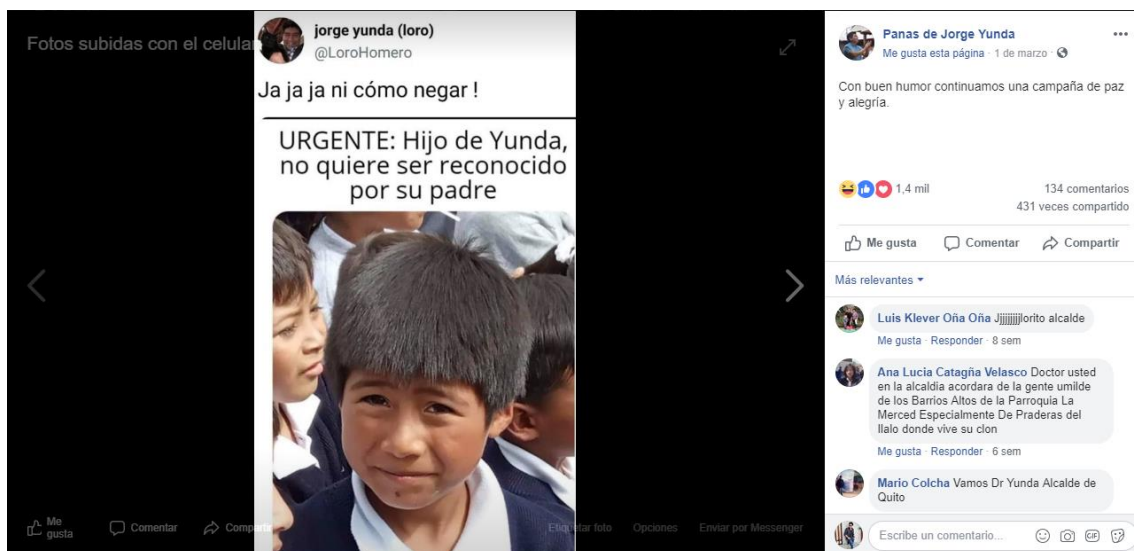 Fotos subidas con el celular
jorge yunda (loro)
@LoroHomero
Ja ja ja ni cómo negar !
URGENTE: Hijo de Yunda,
no quiere ser reconocido
por su padre
Me gusta
Comentar
Compartir
Etiquetar foto
Opciones
Enviar por Messenger
Panas de Jorge Yunda
Me gusta esta página · 1 de marzo ·
Con buen humor continuamos una campaña de paz
y alegría.
1,4 mil
134 comentarios
431 veces compartido
Me gusta
Comentar
Compartir
Más relevantes
Luis Klever Oña Oña Jjjjjjjjlorito alcalde
Me gusta · Responder · 8 sem
Ana Lucia Catagña Velasco Doctor usted
en la alcaldia acordara de la gente umilde
de los Barrios Altos de la Parroquia La
Merced Especialmente De Praderas del
Ilalo donde vive su clon
Me gusta · Responder · 6 sem
Mario Colcha Vamos Dr Yunda Alcalde de
Quito
Escribe un comentario...
GIF